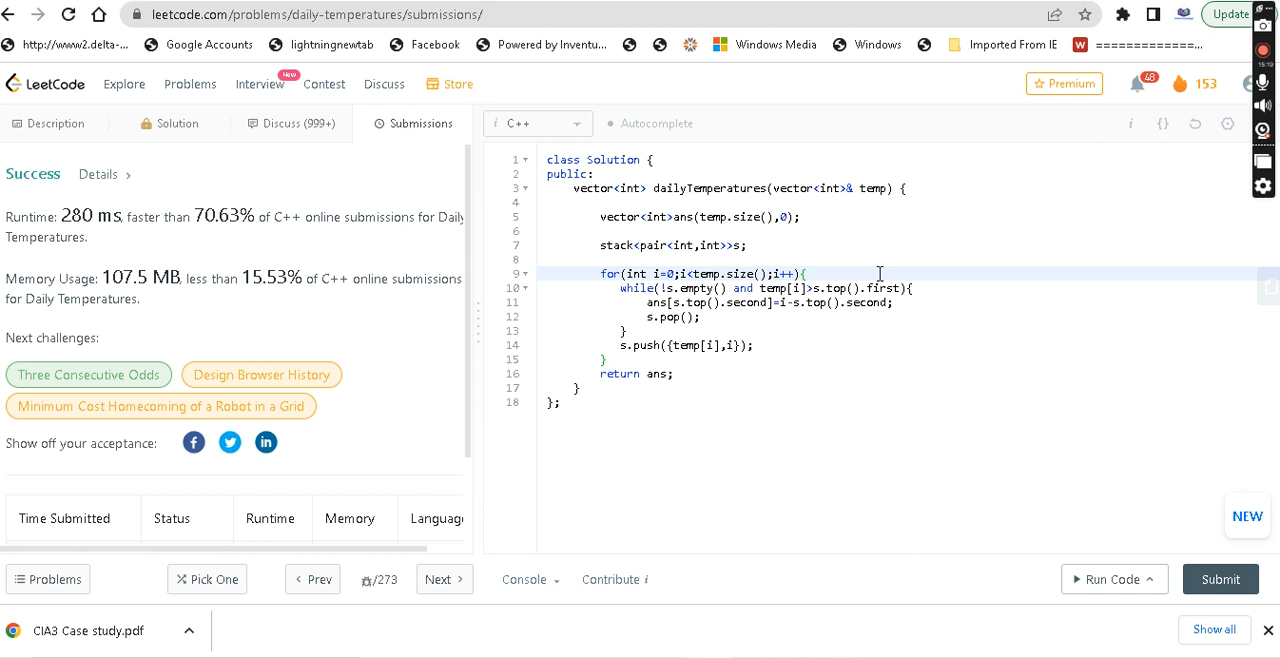 leetcode.com/problems/daily-temperatures/submissions/
Update
http://www2.delta-... Google Accounts lightningnewtab Facebook Powered by Inventu... Windows Media Windows Imported From IE W =============...
15:19
LeetCode Explore Problems Interview New Contest Discuss Store Premium 48 153
Description Solution Discuss (999+) Submissions
i C++ Autocomplete i {}
Success Details >
Runtime: 280 ms, faster than 70.63% of C++ online submissions for Daily
Temperatures.
Memory Usage: 107.5 MB, less than 15.53% of C++ online submissions
for Daily Temperatures.
Next challenges:
Three Consecutive Odds Design Browser History
Minimum Cost Homecoming of a Robot in a Grid
Show off your acceptance:
Time Submitted Status Runtime Memory Language
1 class Solution {
2 public:
3 vector<int> dailyTemperatures(vector<int>& temp) {
4
5 vector<int>ans(temp.size(),0);
6
7 stack<pair<int,int>>s;
8
9 for(int i=0;i<temp.size();i++){
10 while(!s.empty() and temp[i]>s.top().first){
11 ans[s.top().second]=i-s.top().second;
12 s.pop();
13 }
14 s.push({temp[i],i});
15 }
16 return ans;
17 }
18 };
NEW
Problems Pick One < Prev /273 Next > Console Contribute i Run Code Submit
CIA3 Case study.pdf Show all